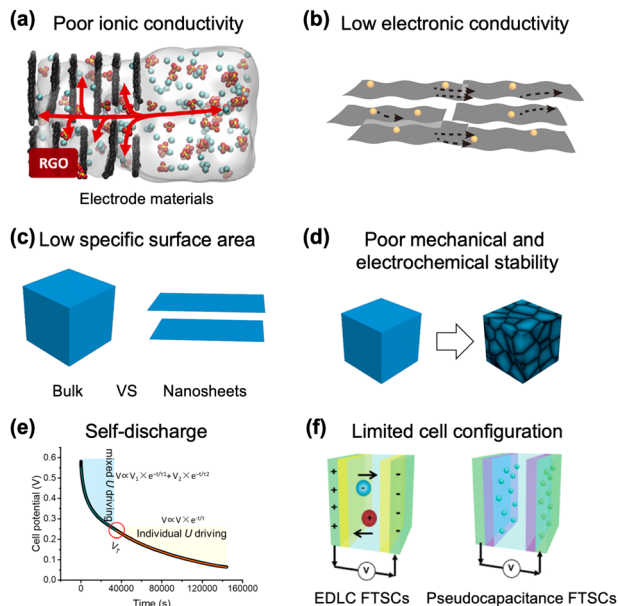 (a) Poor ionic conductivity
RGO
Electrode materials
(b) Low electronic conductivity
(c) Low specific surface area
Bulk VS Nanosheets
(d) Poor mechanical and
electrochemical stability
(e) Self-discharge
Cell potential (V)
0.6
0.5
0.4
0.3
0.2
0.1
0.0
mixed U driving
V∝V₁×e⁻ᵗ/ᵗ¹+V₂×e⁻ᵗ/ᵗ²
V∝V×e⁻ᵗ/ᵗ
Individual U driving
Vₜ
0 40000 80000 120000 160000
Time (s)
(f) Limited cell configuration
+ -
+ - -
+ + -
+ -
V V
EDLC FTSCs Pseudocapacitance FTSCs